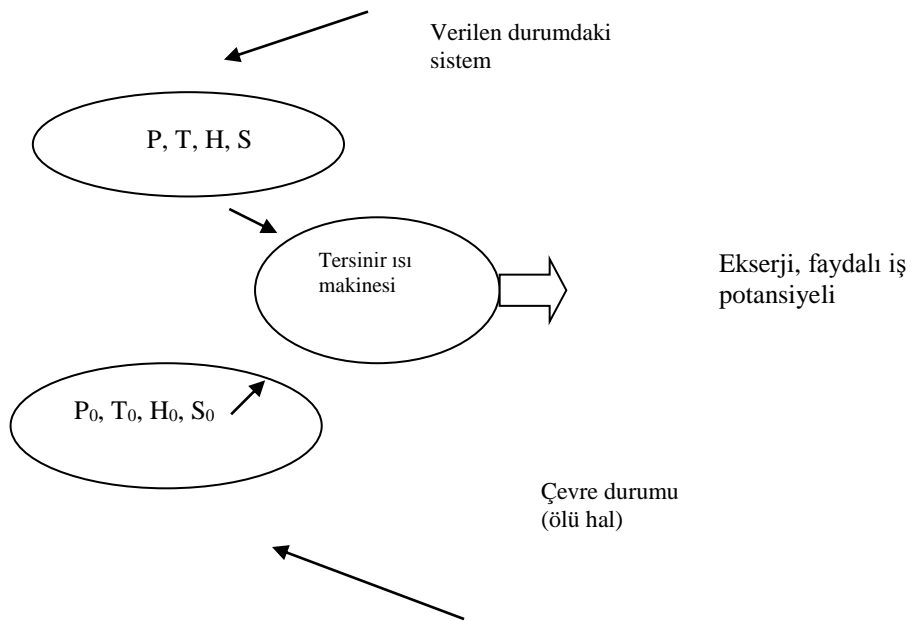 Verilen durumdaki
sistem
P, T, H, S
Tersinir ısı
makinesi
Ekserji, faydalı iş
potansiyeli
P₀, T₀, H₀, S₀
Çevre durumu
(ölü hal)